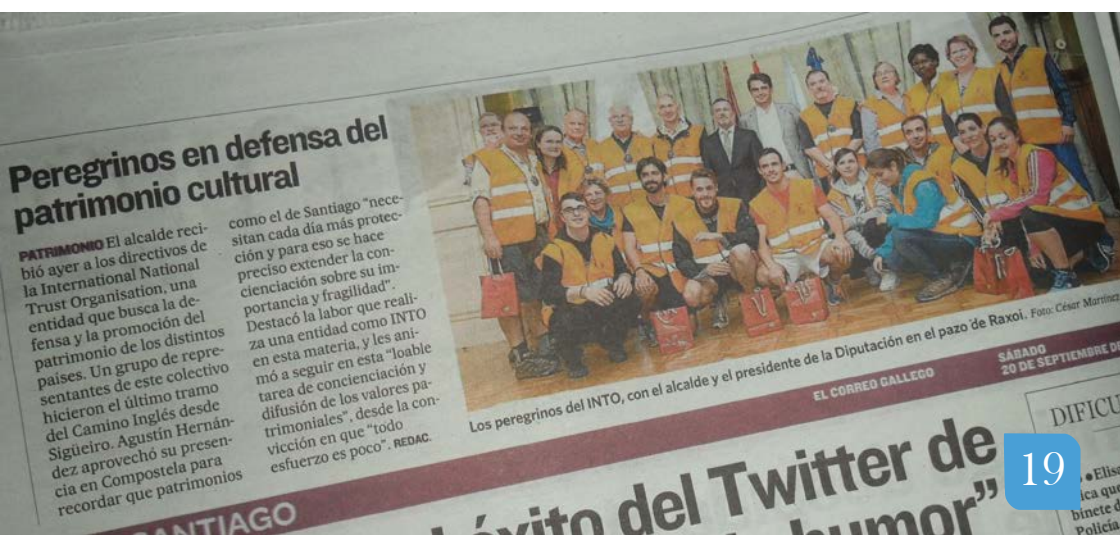 Peregrinos en defensa del
patrimonio cultural
PATRIMONIO El alcalde reci-
bió ayer a los directivos de
la International National
Trust Organisation, una
entidad que busca la de-
fensa y la promoción del
patrimonio de los distintos
países. Un grupo de repre-
sentantes de este colectivo
hicieron el último tramo
del Camino Inglés desde
Sigüeiro. Agustín Hernán-
dez aprovechó su presen-
cia en Compostela para
recordar que patrimonios
como el de Santiago "nece-
sitan cada día más protec-
ción y para eso se hace
preciso extender la con-
cienciación sobre su im-
portancia y fragilidad".
Destacó la labor que reali-
za una entidad como INTO
en esta materia, y les ani-
mó a seguir en esta "loable
tarea de concienciación y
difusión de los valores pa-
trimoniales", desde la con-
vicción en que "todo
esfuerzo es poco". REDAC.
Los peregrinos del INTO, con el alcalde y el presidente de la Diputación en el pazo de Raxoi. Foto: César Martínez
EL CORREO GALLEGO
SÁBADO
20 DE SEPTIEMBRE DE
SANTIAGO
éxito del Twitter de
humor"
DIFICU
19
Policía